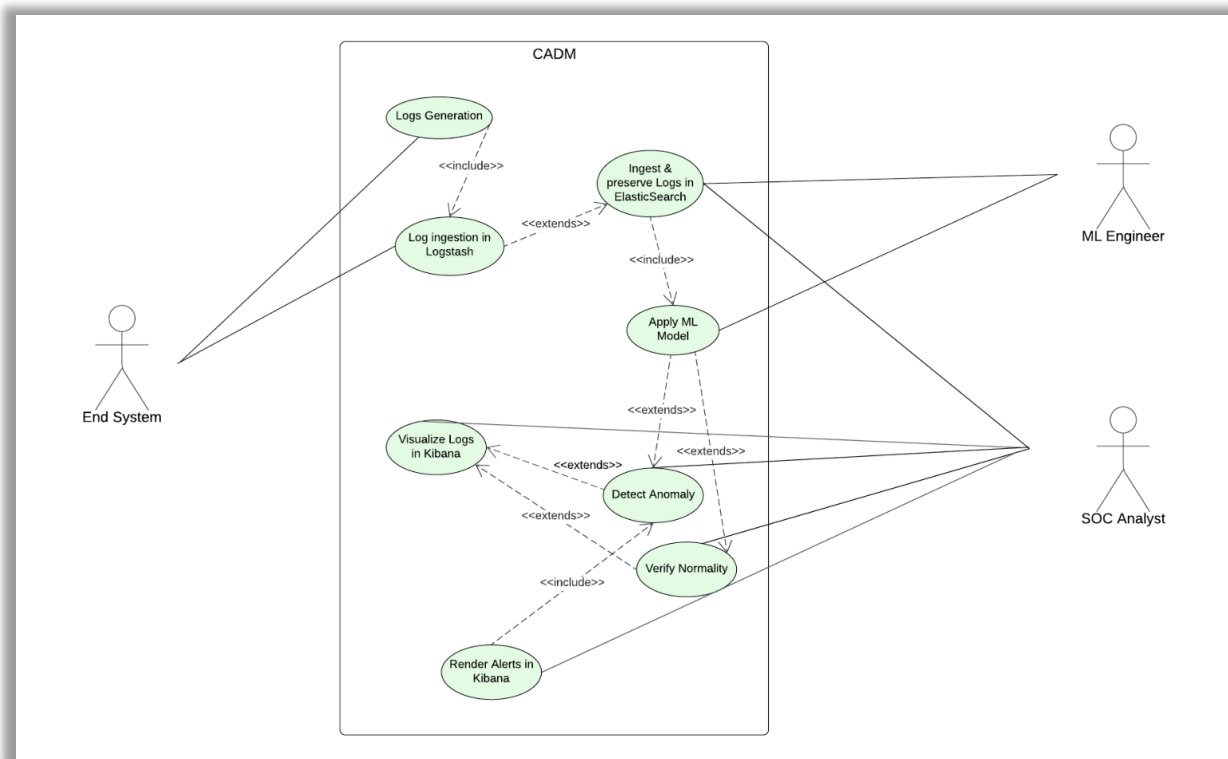 CADM
Logs Generation
<<include>>
Ingest &
preserve Logs in
ElasticSearch
Log ingestion in
Logstash
<<extends>>
<<include>>
ML Engineer
Apply ML
Model
End System
<<extends>>
Visualize Logs
in Kibana
<<extends>>
<<extends>>
Detect Anomaly
<<extends>>
SOC Analyst
Verify Normality
<<include>>
Render Alerts in
Kibana